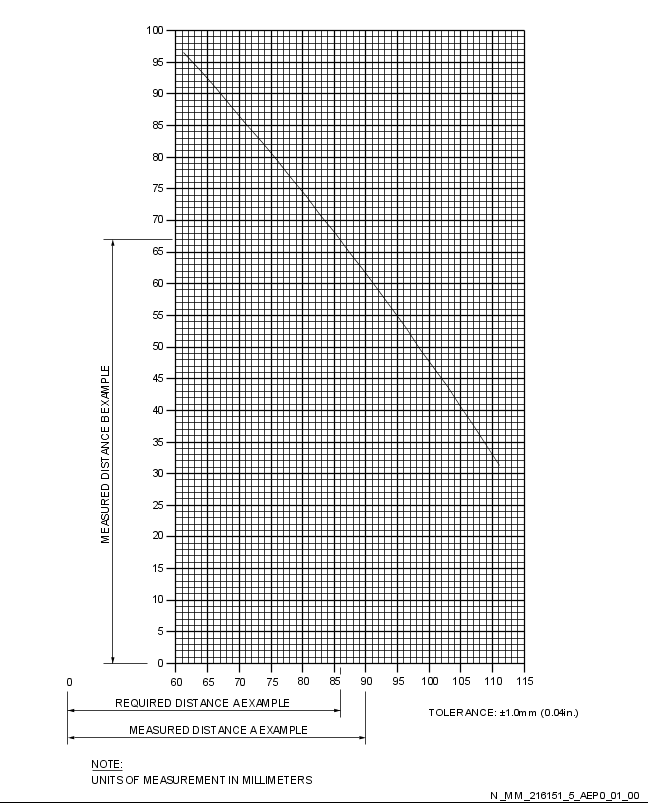 100
95
90
85
80
75
70
65
60
55
50
45
40
35
30
25
20
15
10
5
0
MEASURED DISTANCE B EXAMPLE
0 60 65 70 75 80 85 90 95 100 105 110 115
REQUIRED DISTANCE A EXAMPLE
MEASURED DISTANCE A EXAMPLE
TOLERANCE: ±1.0mm (0.04in.)
NOTE:
UNITS OF MEASUREMENT IN MILLIMETERS
N_MM_216151_5_AEP0_01_00